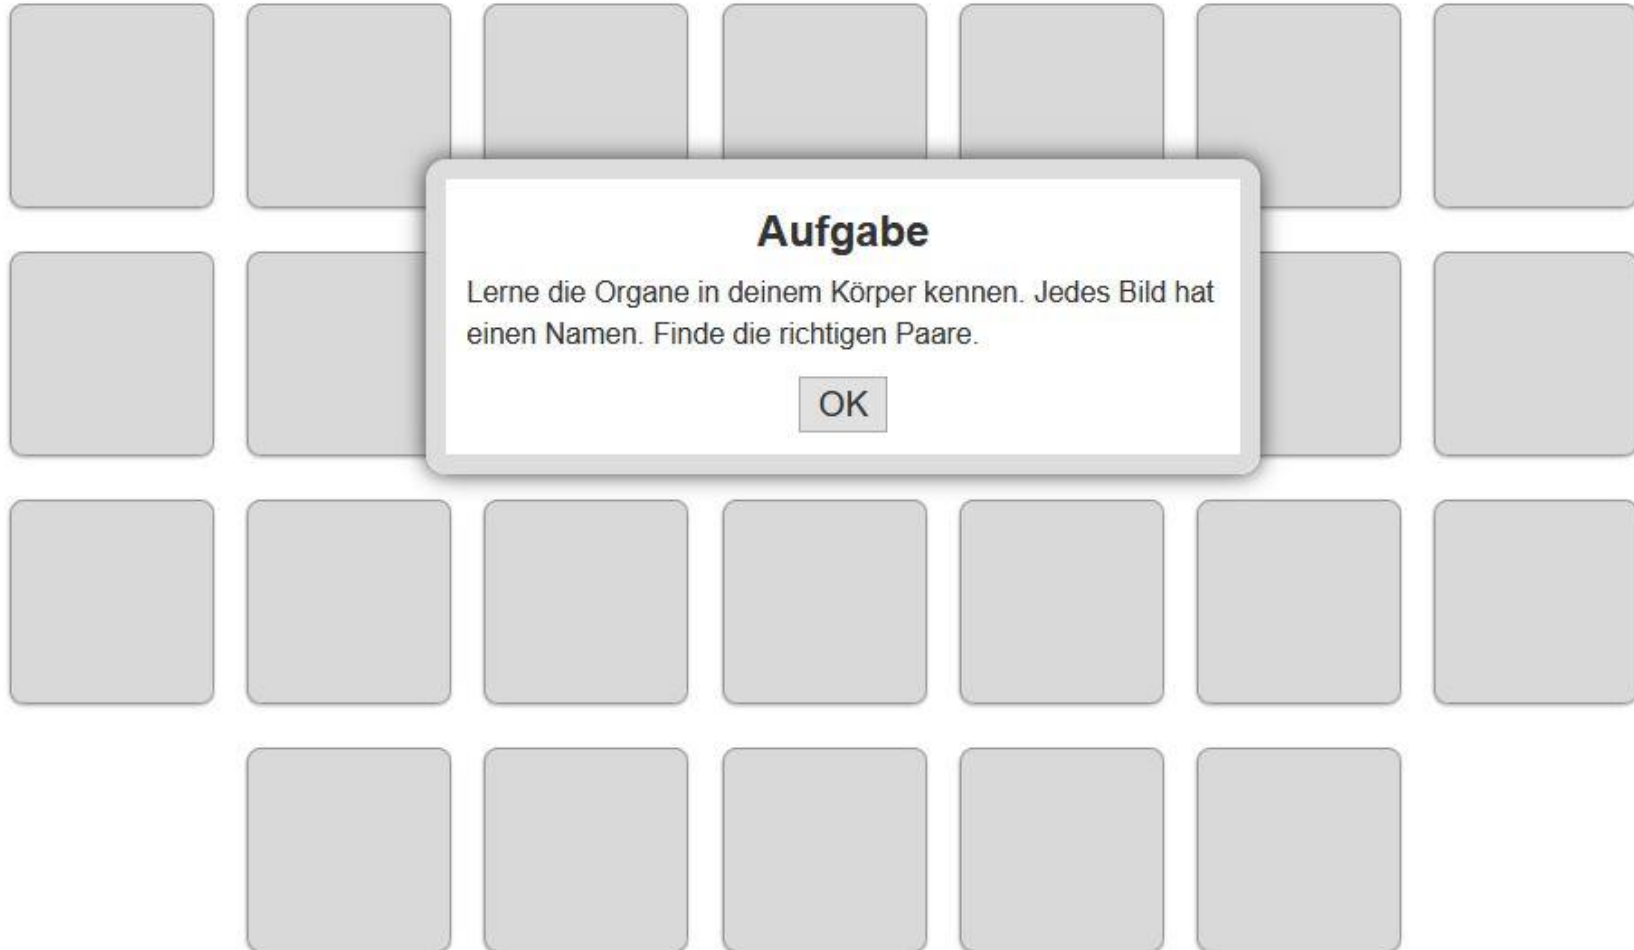 Aufgabe
Lerne die Organe in deinem Körper kennen. Jedes Bild hat
einen Namen. Finde die richtigen Paare.
OK